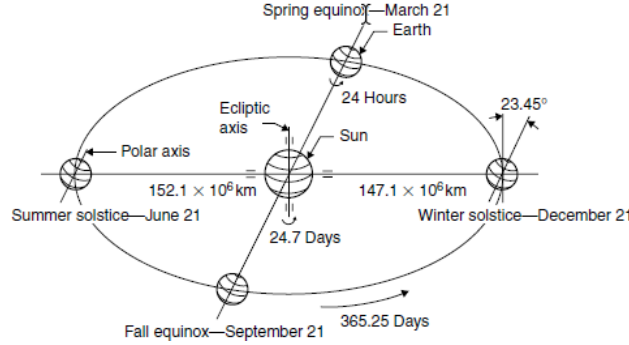 Spring equinox—March 21
Earth
24 Hours
23.45°
Ecliptic
axis
Sun
Polar axis
152.1 × 10⁶ km
147.1 × 10⁶ km
Summer solstice—June 21
Winter solstice—December 21
24.7 Days
365.25 Days
Fall equinox—September 21